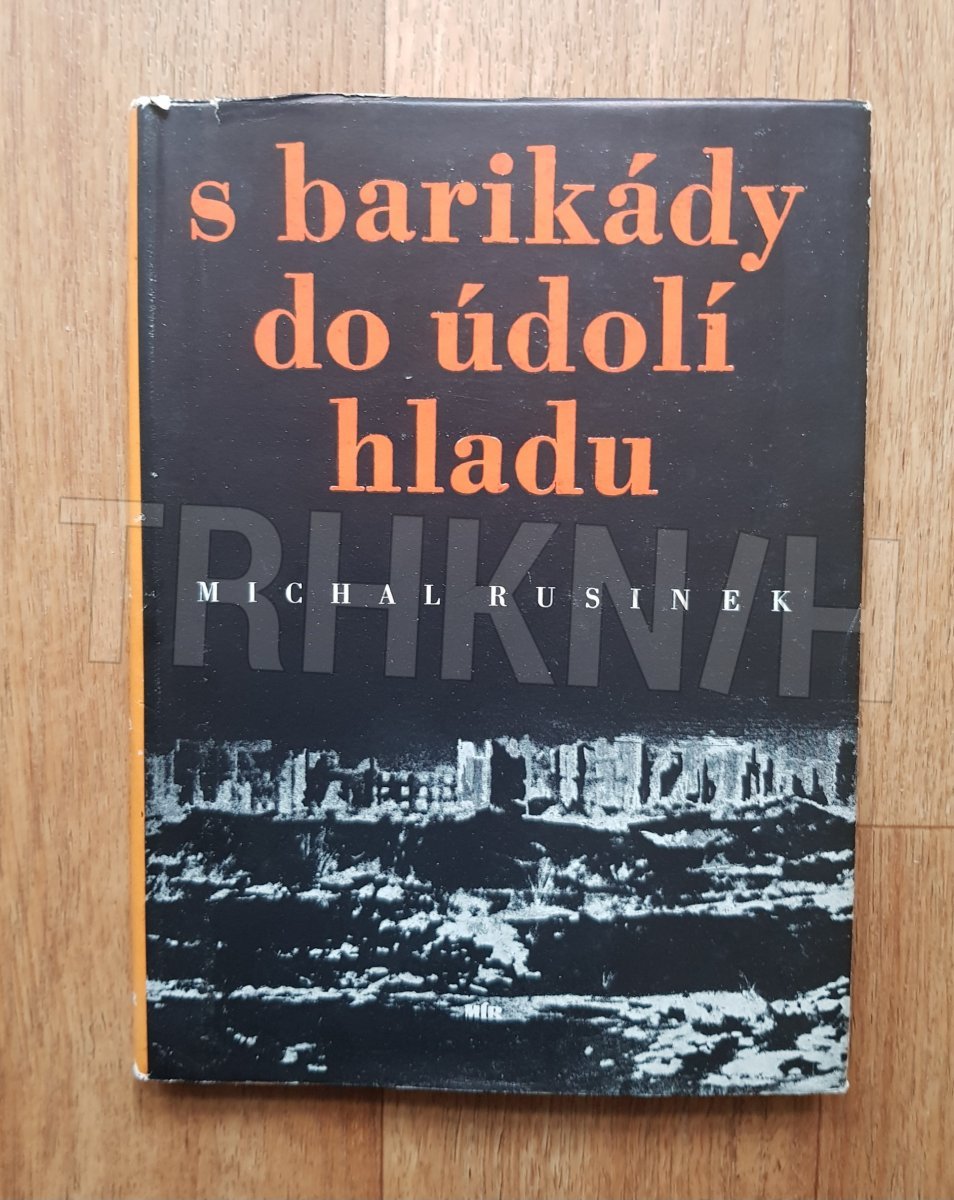 s barikády
do údolí
hladu
TRHKNIH
MICHAL RUSINEK
MÍR